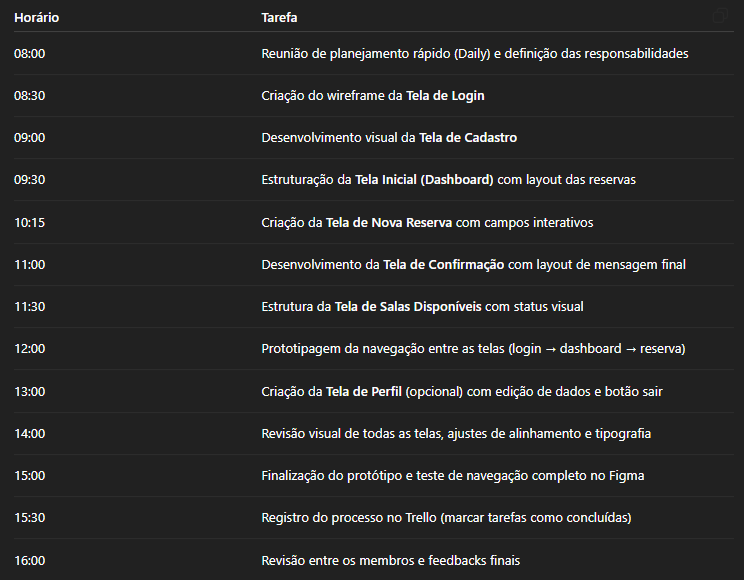 Horário Tarefa
08:00 Reunião de planejamento rápido (Daily) e definição das responsabilidades
08:30 Criação do wireframe da Tela de Login
09:00 Desenvolvimento visual da Tela de Cadastro
09:30 Estruturação da Tela Inicial (Dashboard) com layout das reservas
10:15 Criação da Tela de Nova Reserva com campos interativos
11:00 Desenvolvimento da Tela de Confirmação com layout de mensagem final
11:30 Estrutura da Tela de Salas Disponíveis com status visual
12:00 Prototipagem da navegação entre as telas (login → dashboard → reserva)
13:00 Criação da Tela de Perfil (opcional) com edição de dados e botão sair
14:00 Revisão visual de todas as telas, ajustes de alinhamento e tipografia
15:00 Finalização do protótipo e teste de navegação completo no Figma
15:30 Registro do processo no Trello (marcar tarefas como concluídas)
16:00 Revisão entre os membros e feedbacks finais